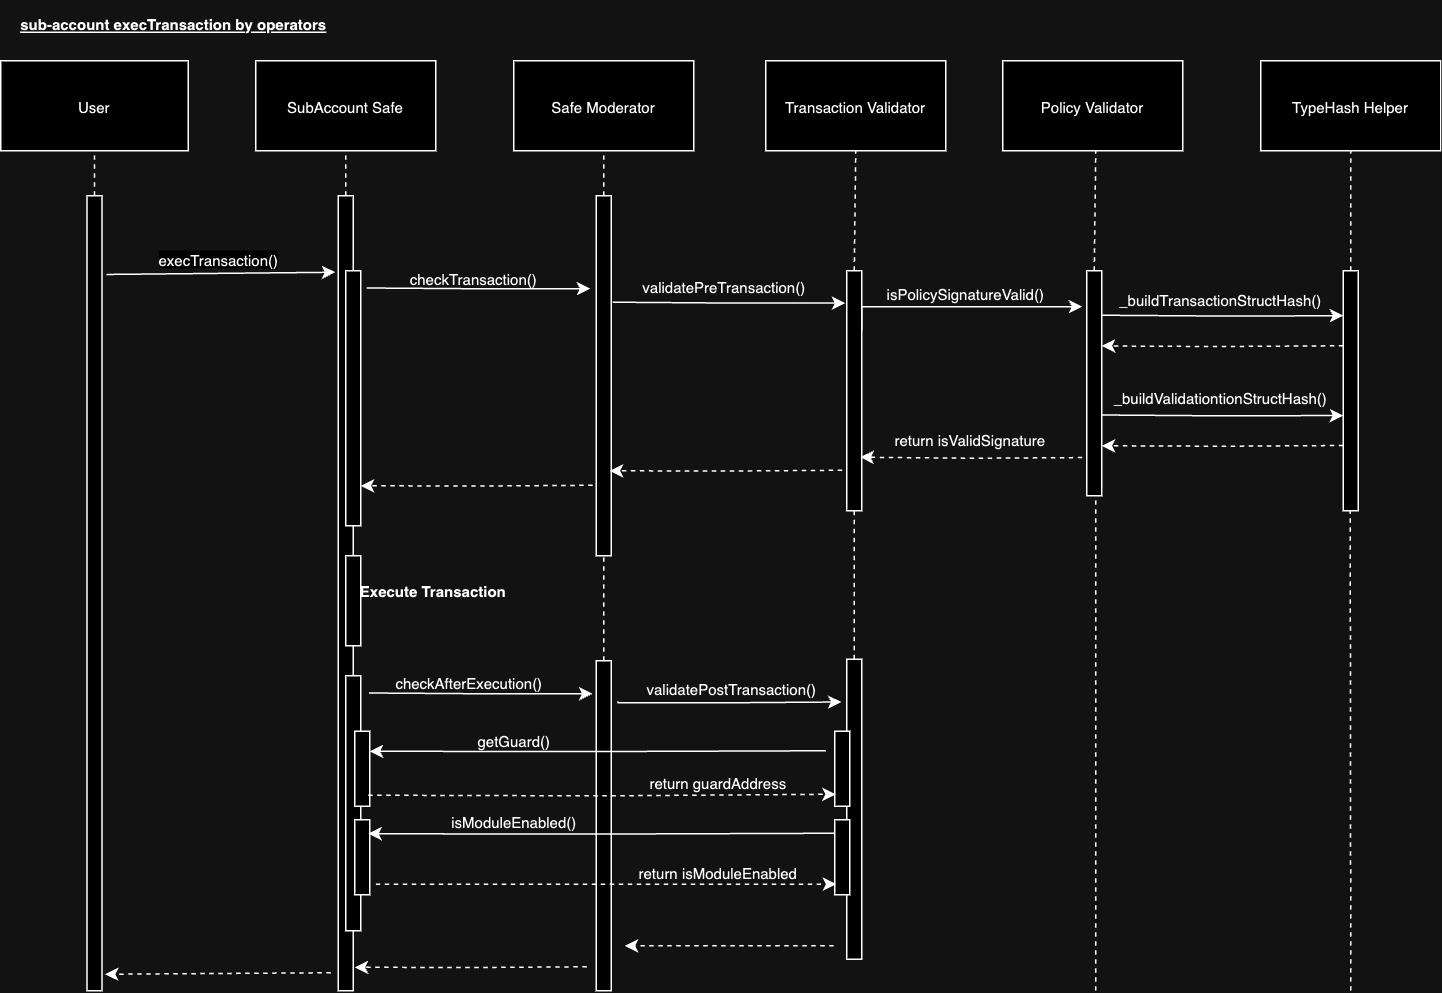 sub-account execTransaction by operators
User
SubAccount Safe
Safe Moderator
Transaction Validator
Policy Validator
TypeHash Helper
execTransaction()
checkTransaction()
validatePreTransaction()
isPolicySignatureValid()
_buildTransactionStructHash()
_buildValidationtionStructHash()
return isValidSignature
Execute Transaction
checkAfterExecution()
validatePostTransaction()
getGuard()
return guardAddress
isModuleEnabled()
return isModuleEnabled